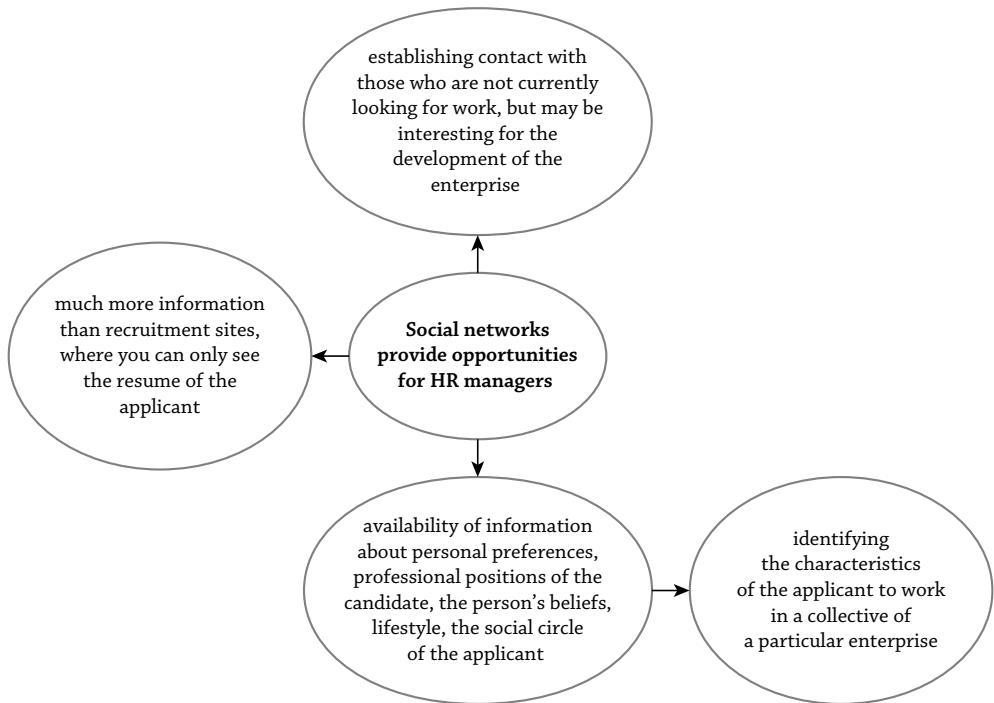 establishing contact with
those who are not currently
looking for work, but may be
interesting for the
development of the
enterprise
much more information
than recruitment sites,
where you can only see
the resume of the
applicant
Social networks
provide opportunities
for HR managers
availability of information
about personal preferences,
professional positions of the
candidate, the person’s beliefs,
lifestyle, the social circle
of the applicant
identifying
the characteristics
of the applicant to work
in a collective of
a particular enterprise